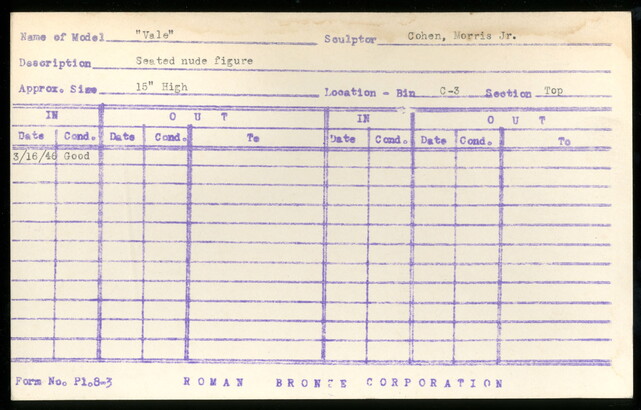 Name of Model "Vale" Sculptor Cohen, Morris Jr.
Description Seated nude figure
Approx. Size 15" High Location - Bin C-3 Section Top
IN OUT IN OUT
Date Cond. Date Cond. To Date Cond. Date Cond. To
3/16/46 Good
Form No. Pl.8-3 ROMAN BRONZE CORPORATION